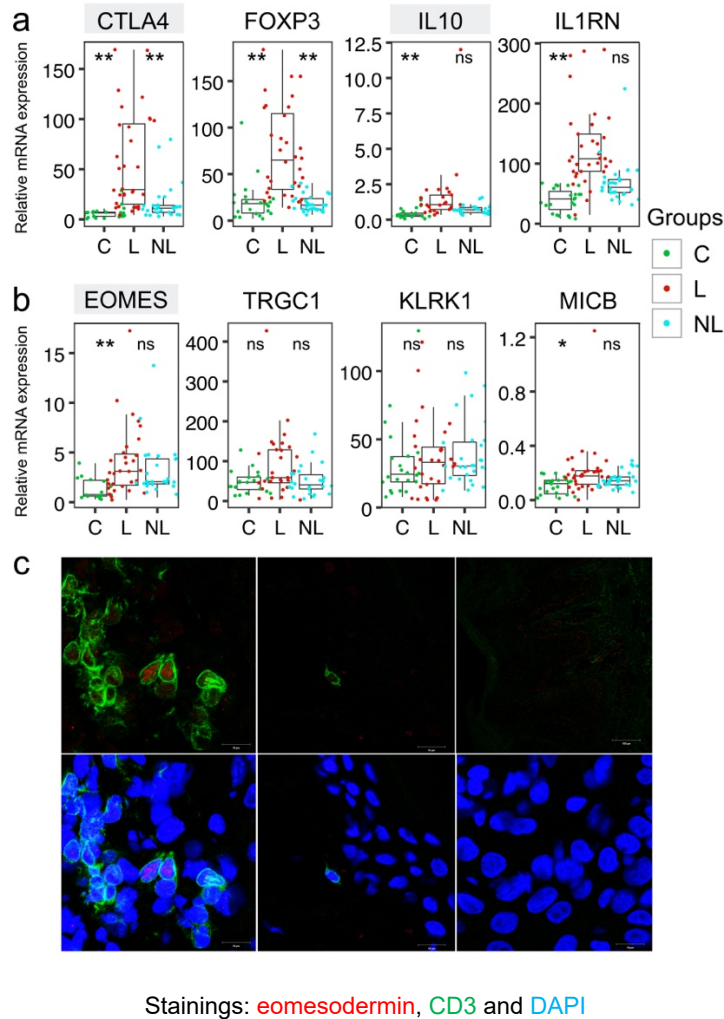 a
CTLA4 FOXP3 IL10 IL1RN
Relative mRNA expression
** ** ** ** ** ns ** ns
150 150 12.5 300
10.0
100 100 7.5 200
50 50 5.0 100
2.5
0 0 0.0 0
C L NL C L NL C L NL C L NL
Groups
C
L
NL
b
EOMES TRGC1 KLRK1 MICB
Relative mRNA expression
** ns ns ns ns ns * ns
15 400 100 1.2
300
10 200 0.8
50
5 100 0.4
0 0 0 0.0
C L NL C L NL C L NL C L NL
c
Stainings: eomesodermin, CD3 and DAPI